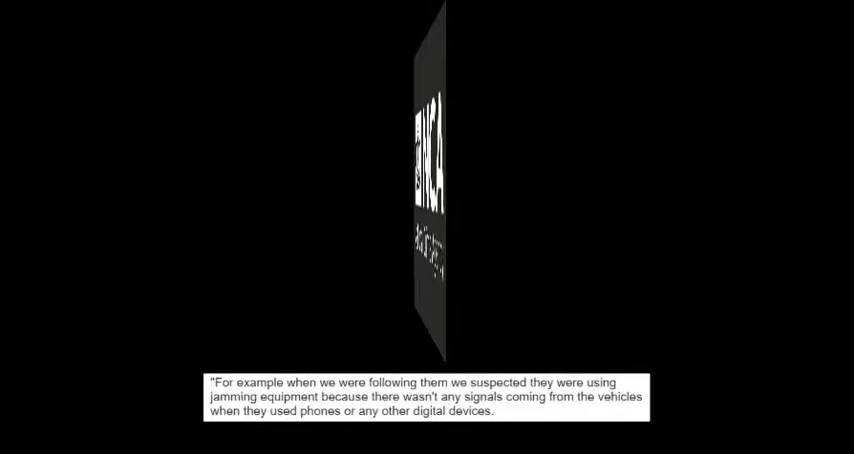 NCA
"For example when we were following them we suspected they were using
jamming equipment because there wasn't any signals coming from the vehicles
when they used phones or any other digital devices.